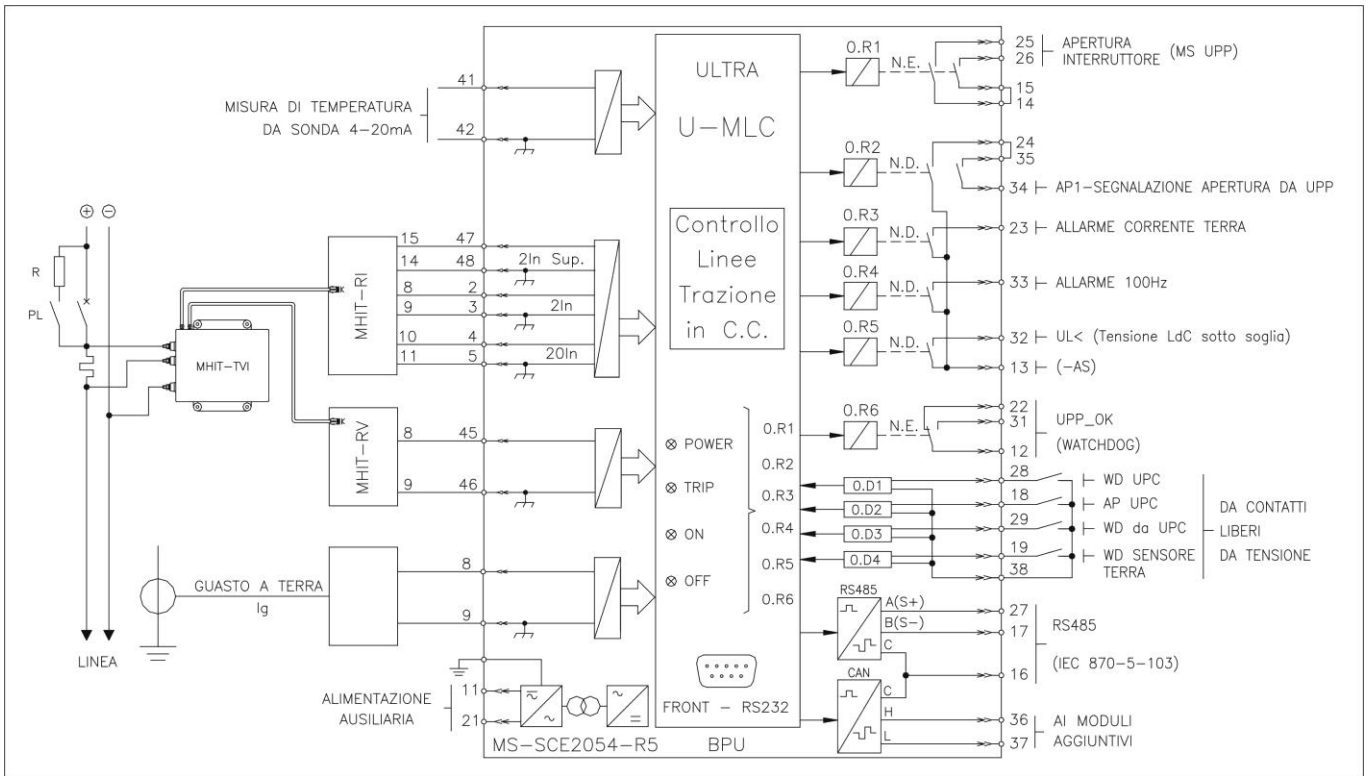 41
MISURA DI TEMPERATURA
DA SONDA 4-20mA
42
+
-
R
PL
MHIT-TVI
LINEA
MHIT-RI
15
47
14
48
2In Sup.
8
2
9
3
2In
10
4
11
5
20In
MHIT-RV
8
45
9
46
GUASTO A TERRA
Ig
8
9
ALIMENTAZIONE
AUSILIARIA
11
21
MS-SCE2054-R5
BPU
ULTRA
U-MLC
Controllo
Linee
Trazione
in C.C.
POWER
TRIP
ON
OFF
O.R1
O.R2
O.R3
O.R4
O.R5
O.R6
FRONT - RS232
O.R1
N.E.
25
26
APERTURA
INTERRUTTORE
(MS UPP)
15
14
O.R2
N.D.
24
35
34
AP1-SEGNALAZIONE APERTURA DA UPP
O.R3
N.D.
23
ALLARME CORRENTE TERRA
O.R4
N.D.
33
ALLARME 100Hz
O.R5
N.D.
32
UL< (Tensione LdC sotto soglia)
13
(-AS)
O.R6
N.E.
22
31
12
UPP_OK
(WATCHDOG)
O.D1
28
WD UPC
O.D2
18
AP UPC
O.D3
29
WD da UPC
O.D4
19
WD SENSORE
TERRA
38
DA CONTATTI
LIBERI
DA TENSIONE
RS485
A(S+)
27
B(S-)
17
C
16
RS485
(IEC 870-5-103)
CAN
C
H
36
L
37
AI MODULI
AGGIUNTIVI